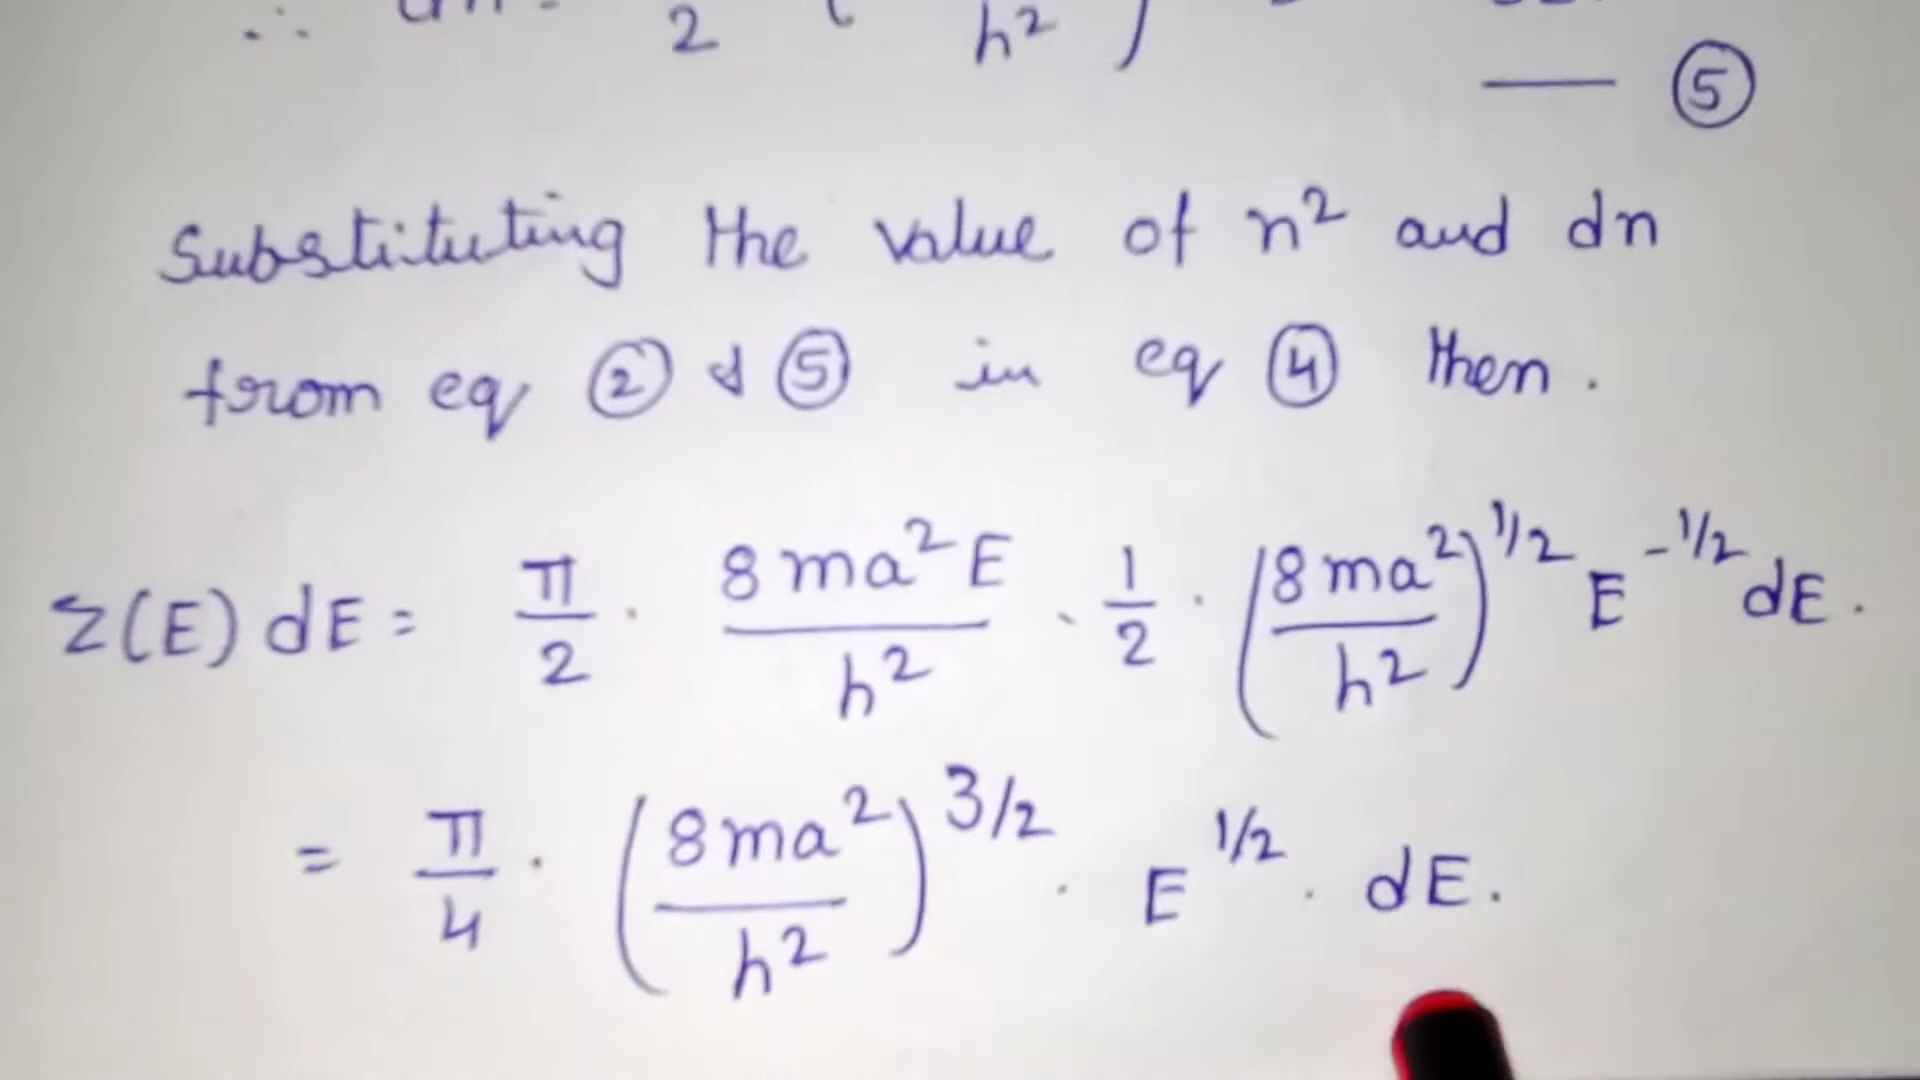 ∴ 2 h²
— ⑤
Substituting the value of n² and dn
from eq ② & ⑤ in eq ④ then.
Z(E) dE = π/2 · 8ma²E/h² · 1/2 · (8ma²/h²)^1/2 E^-1/2 dE.
= π/4 · (8ma²/h²)^3/2 · E^1/2 · dE.